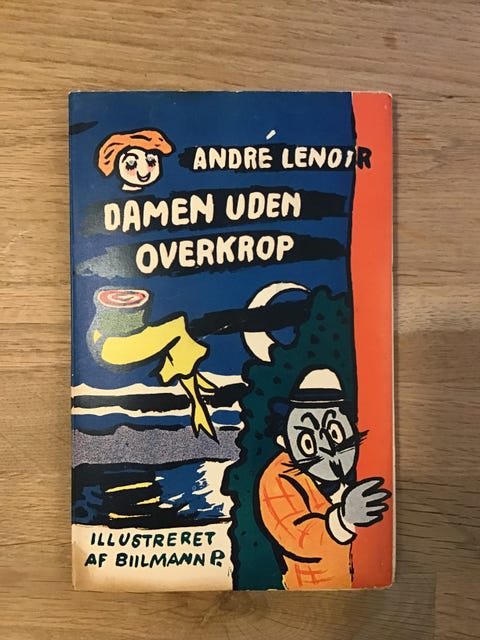 ANDRÉ LENOIR
DAMEN UDEN
OVERKROP
ILLUSTRERET
AF BIILMANN P.